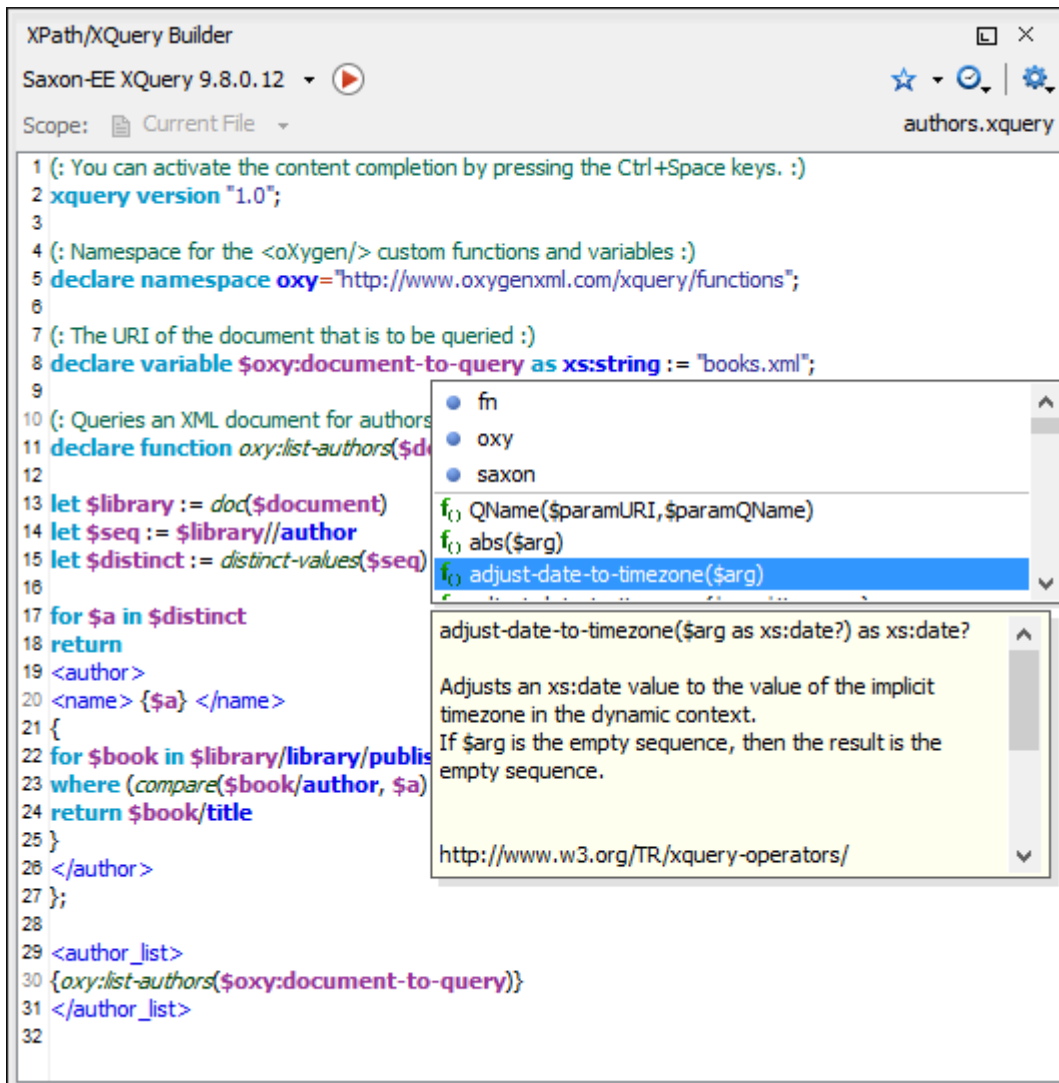 XPath/XQuery Builder
Saxon-EE XQuery 9.8.0.12
Scope: Current File authors.xquery
1 (: You can activate the content completion by pressing the Ctrl+Space keys. :)
2 xquery version "1.0";
3
4 (: Namespace for the <oXygen/> custom functions and variables :)
5 declare namespace oxy="http://www.oxygenxml.com/xquery/functions";
6
7 (: The URI of the document that is to be queried :)
8 declare variable $oxy:document-to-query as xs:string := "books.xml";
9
10 (: Queries an XML document for authors
11 declare function oxy:list-authors($d
12
13 let $library := doc($document)
14 let $seq := $library//author
15 let $distinct := distinct-values($seq)
16
17 for $a in $distinct
18 return
19 <author>
20 <name> {$a} </name>
21 {
22 for $book in $library/library/publis
23 where (compare($book/author, $a)
24 return $book/title
25 }
26 </author>
27 };
28
29 <author_list>
30 {oxy:list-authors($oxy:document-to-query)}
31 </author_list>
32
fn
oxy
saxon
f() QName($paramURI,$paramQName)
f() abs($arg)
f() adjust-date-to-timezone($arg)
adjust-date-to-timezone($arg as xs:date?) as xs:date?
Adjusts an xs:date value to the value of the implicit
timezone in the dynamic context.
If $arg is the empty sequence, then the result is the
empty sequence.
http://www.w3.org/TR/xquery-operators/